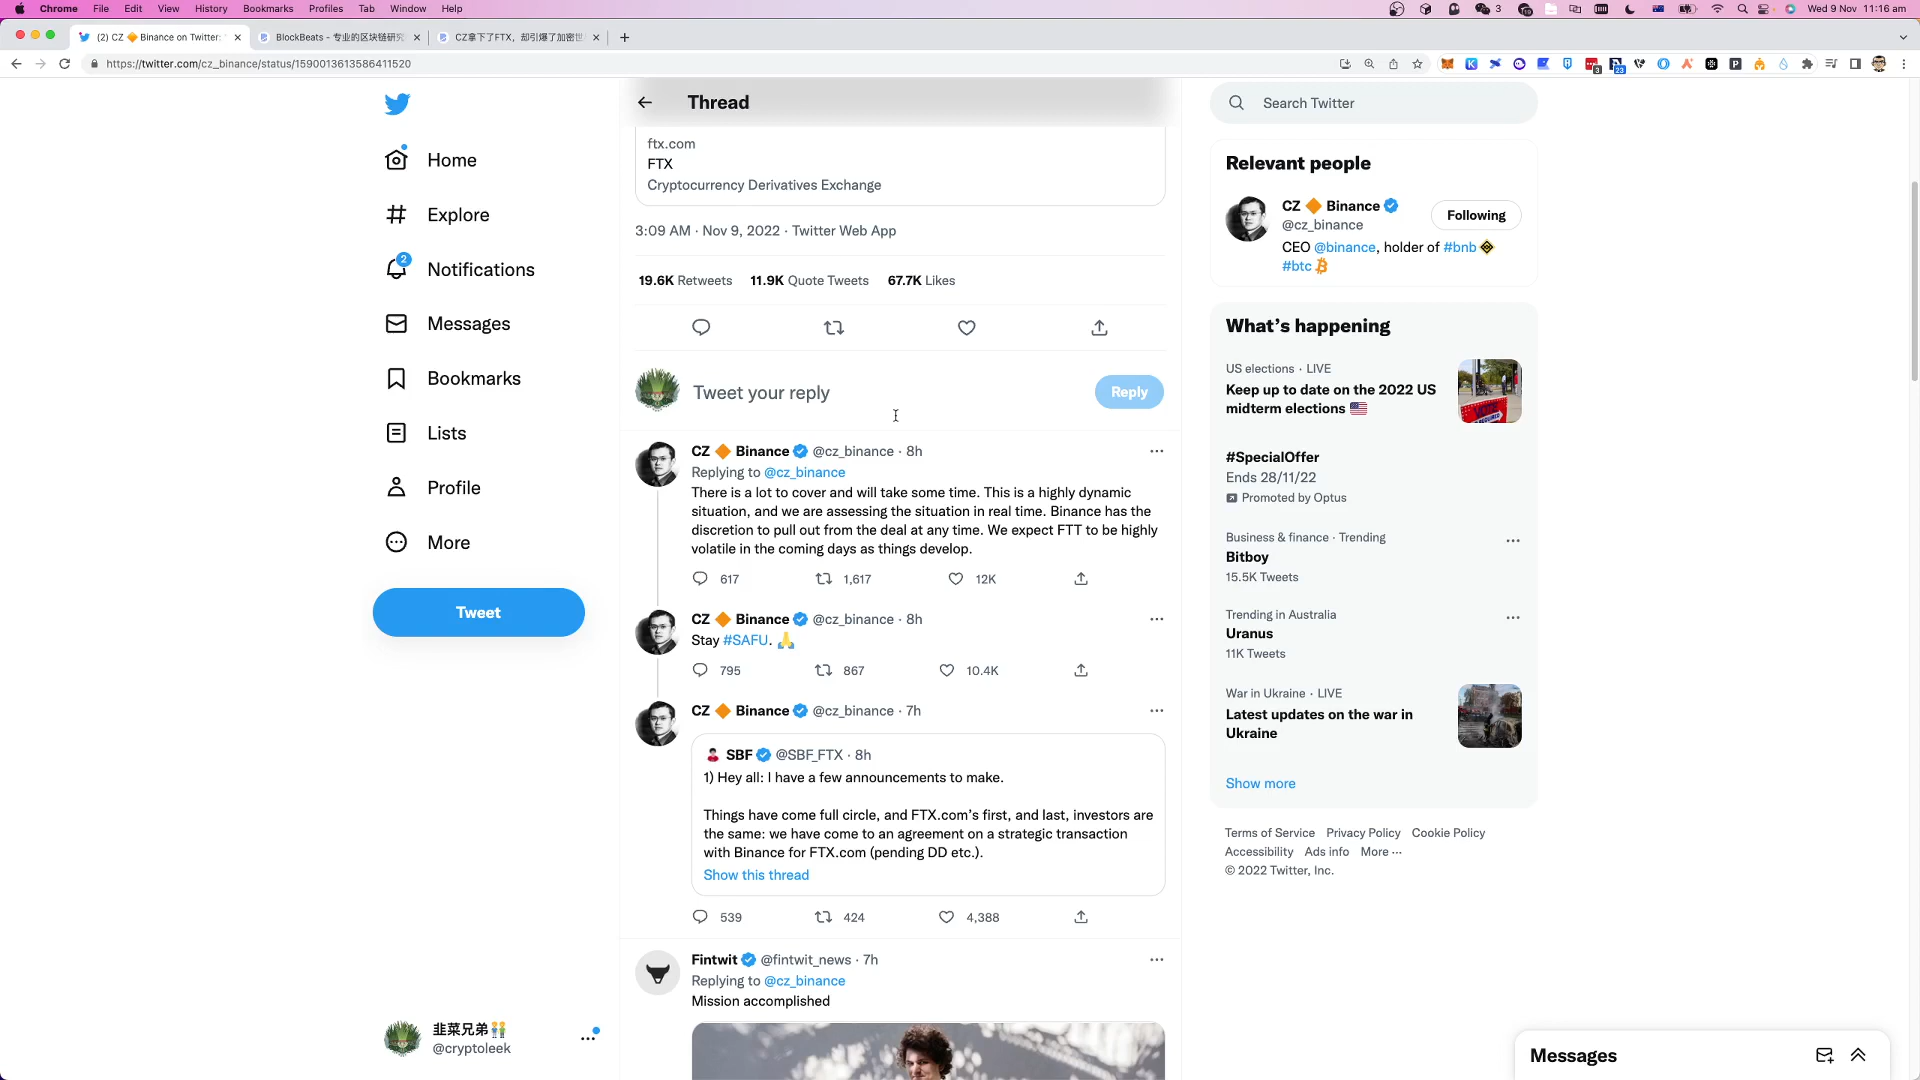 Chrome File Edit View History Bookmarks Profiles Tab Window Help
3
Wed 9 Nov 11:16 am
(2) CZ 🔶 Binance on Twitter:
BlockBeats - 专业的区块链研究
CZ拿下了FTX，却引爆了加密世
https://twitter.com/cz_binance/status/1590013613586411520
Home
Explore
2
Notifications
Messages
Bookmarks
Lists
Profile
More
Tweet
韭菜兄弟
@cryptoleek
Thread
ftx.com
FTX
Cryptocurrency Derivatives Exchange
3:09 AM · Nov 9, 2022 · Twitter Web App
19.6K Retweets 11.9K Quote Tweets 67.7K Likes
Tweet your reply
Reply
CZ 🔶 Binance @cz_binance · 8h
Replying to @cz_binance
There is a lot to cover and will take some time. This is a highly dynamic
situation, and we are assessing the situation in real time. Binance has the
discretion to pull out from the deal at any time. We expect FTT to be highly
volatile in the coming days as things develop.
617 1,617 12K
CZ 🔶 Binance @cz_binance · 8h
Stay #SAFU. 🙏
795 867 10.4K
CZ 🔶 Binance @cz_binance · 7h
SBF @SBF_FTX · 8h
1) Hey all: I have a few announcements to make.
Things have come full circle, and FTX.com’s first, and last, investors are
the same: we have come to an agreement on a strategic transaction
with Binance for FTX.com (pending DD etc.).
Show this thread
539 424 4,388
Fintwit @fintwit_news · 7h
Replying to @cz_binance
Mission accomplished
Search Twitter
Relevant people
CZ 🔶 Binance
@cz_binance
Following
CEO @binance, holder of #bnb
#btc
What’s happening
US elections · LIVE
Keep up to date on the 2022 US
midterm elections 🇺🇸
#SpecialOffer
Ends 28/11/22
Promoted by Optus
Business & finance · Trending
Bitboy
15.5K Tweets
Trending in Australia
Uranus
11K Tweets
War in Ukraine · LIVE
Latest updates on the war in
Ukraine
Show more
Terms of Service Privacy Policy Cookie Policy
Accessibility Ads info More ···
© 2022 Twitter, Inc.
Messages